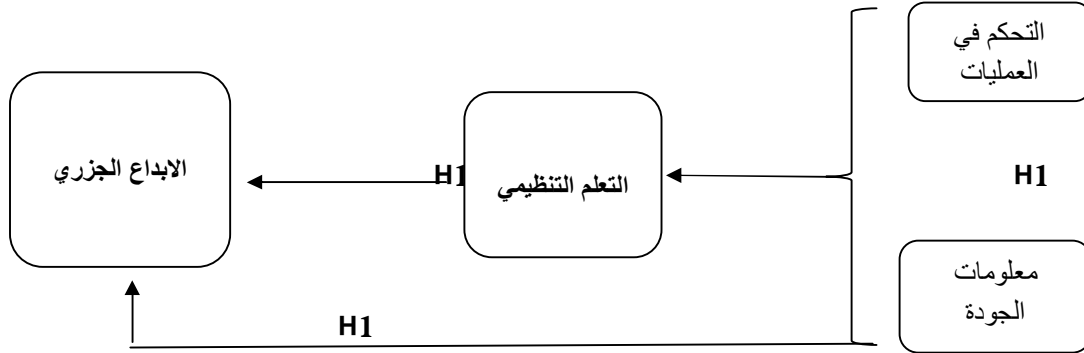 التحكم في
العمليات
H1
معلومات
الجودة
التعلم التنظيمي
H1
الابداع الجزري
H1